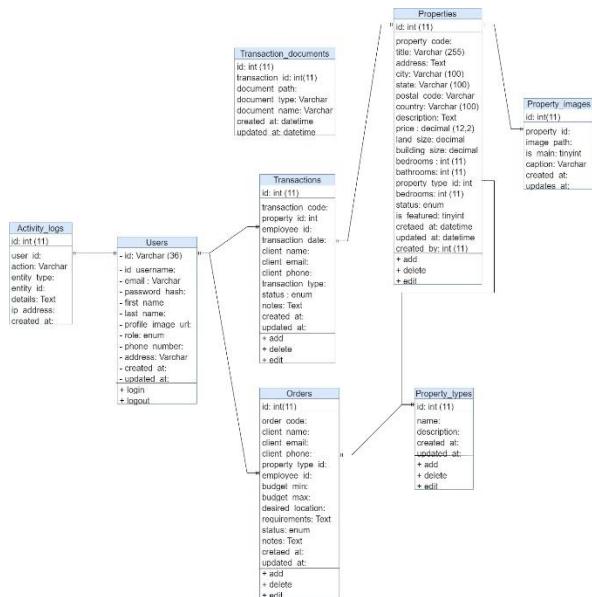 Properties
id: int (11)
property code:
title: Varchar (255)
address: Text
city: Varchar (100)
state: Varchar (100)
postal code: Varchar
country: Varchar (100)
description: Text
price : decimal (12,2)
land size: decimal
building size: decimal
bedrooms : int (11)
bathrooms: int (11)
property type id: int
bedrooms: int (11)
status: enum
is featured: tinyint
cretaed at: datetime
updated at: datetime
created by: int (11)
+ add
+ delete
+ edit
Transaction_documents
id: int (11)
transaction id: int(11)
document path:
document type: Varchar
document name: Varchar
created at: datetime
updated at: datetime
Property_images
id: int(11)
property id:
image path:
is main: tinyint
caption: Varchar
created at:
updates at:
Transactions
id: int (11)
transaction code:
property id: int
employee id:
transaction date:
client name:
client email:
client phone:
transaction type:
status : enum
notes: Text
created at:
updated at:
+ add
+ delete
+ edit
Activity_logs
id: int (11)
user id:
action: Varchar
entity type:
entity id:
details: Text
ip address:
created at:
Users
- id: Varchar (36)
- id username:
- email : Varchar
- password hash:
- first name
- last name:
- profile image url:
- role: enum
- phone number:
- address: Varchar
- created at:
- updated at:
+ login
+ logout
Orders
id: int(11)
order code:
client name:
client email:
client phone:
property type id:
employee id:
budget min:
budget max:
desired location:
requirements: Text
status: enum
notes: Text
cretaed at:
updated at:
+ add
+ delete
+ edit
Property_types
id: int (11)
name:
description:
created at:
updated at:
+ add
+ delete
+ edit